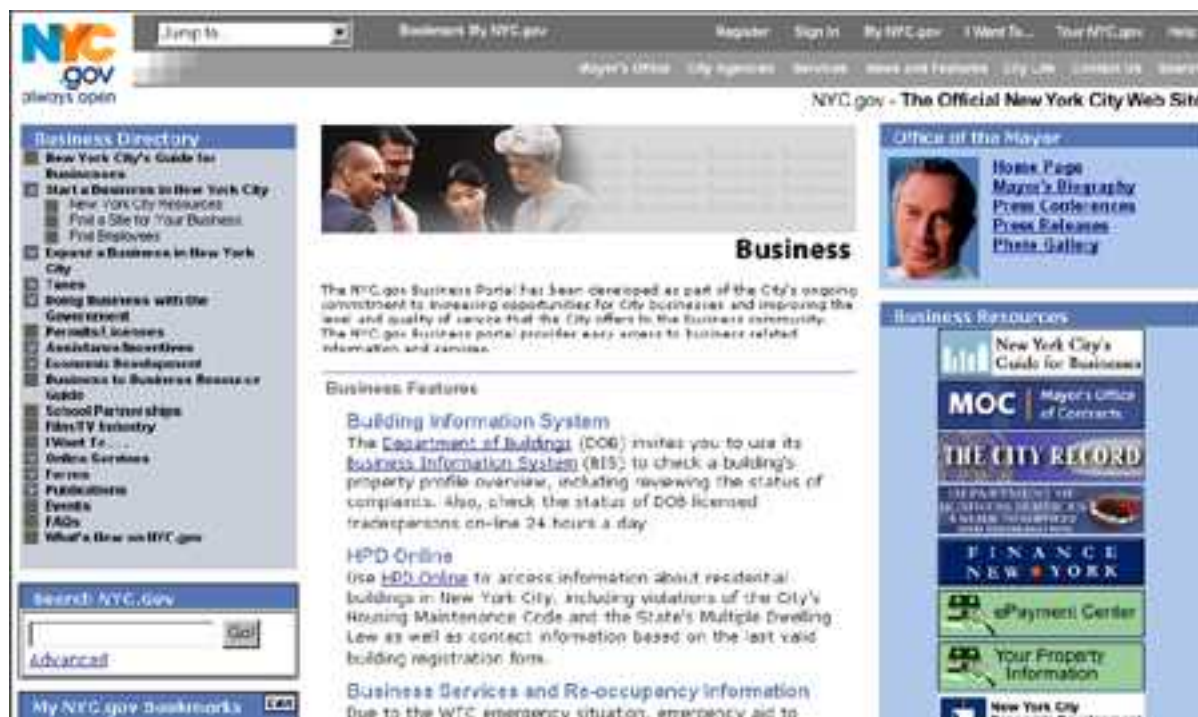 NYC
.gov
always open
Jump to...
Bookmark My NYC.gov
Register Sign In My NYC.gov I Want To... Your NYC.gov Help
Mayor's Office City Agencies Services News and Features City Life Contact Us Search
NYC.gov - The Official New York City Web Site
Business Directory
New York City's Guide for
Businesses
Start a Business in New York City
New York City Resources
Find a Site for Your Business
Find Employees
Expand a Business in New York
City
Taxes
Doing Business with the
Government
Permits/Licenses
Assistance/Incentives
Economic Development
Business to Business Resource
Guide
School Partnerships
Film/TV Industry
I Want To....
Online Services
Forms
Publications
Events
FAQs
What's New on NYC.gov
Search NYC.Gov
Go!
Advanced
My NYC.gov Bookmarks Edit
Business
The NYC.gov Business Portal has been developed as part of the City's ongoing
commitment to increasing opportunities for City businesses and improving the
level and quality of service that the City offers to the business community.
The NYC.gov business portal provides easy access to business related
information and services.
Business Features
Building Information System
The Department of Buildings (DOB) invites you to use its
Business Information System (BIS) to check a building's
property profile overview, including reviewing the status of
complaints. Also, check the status of DOB licensed
tradespersons on-line 24 hours a day
HPD Online
Use HPD Online to access information about residential
buildings in New York City, including violations of the City's
Housing Maintenance Code and the State's Multiple Dwelling
Law as well as contact information based on the last valid
building registration form.
Business Services and Re-occupancy Information
Due to the WTC emergency situation, emergency aid to
Office of the Mayor
Home Page
Mayor's Biography
Press Conferences
Press Releases
Photo Gallery
Business Resources
New York City's
Guide for Businesses
MOC Mayor's Office
of Contracts
THE CITY RECORD
DEPARTMENT OF
BUSINESS SERVICES
FINANCE
NEW YORK
ePayment Center
Your Property
Information
New York City